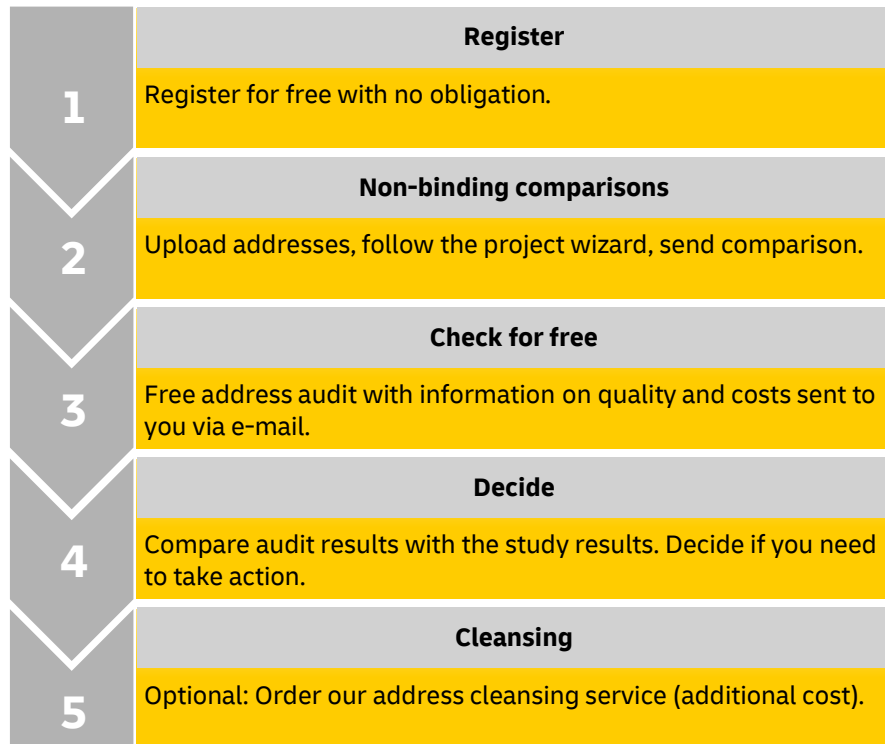 Register
1
Register for free with no obligation.
Non-binding comparisons
2
Upload addresses, follow the project wizard, send comparison.
Check for free
3
Free address audit with information on quality and costs sent to
you via e-mail.
Decide
4
Compare audit results with the study results. Decide if you need
to take action.
Cleansing
5
Optional: Order our address cleansing service (additional cost).